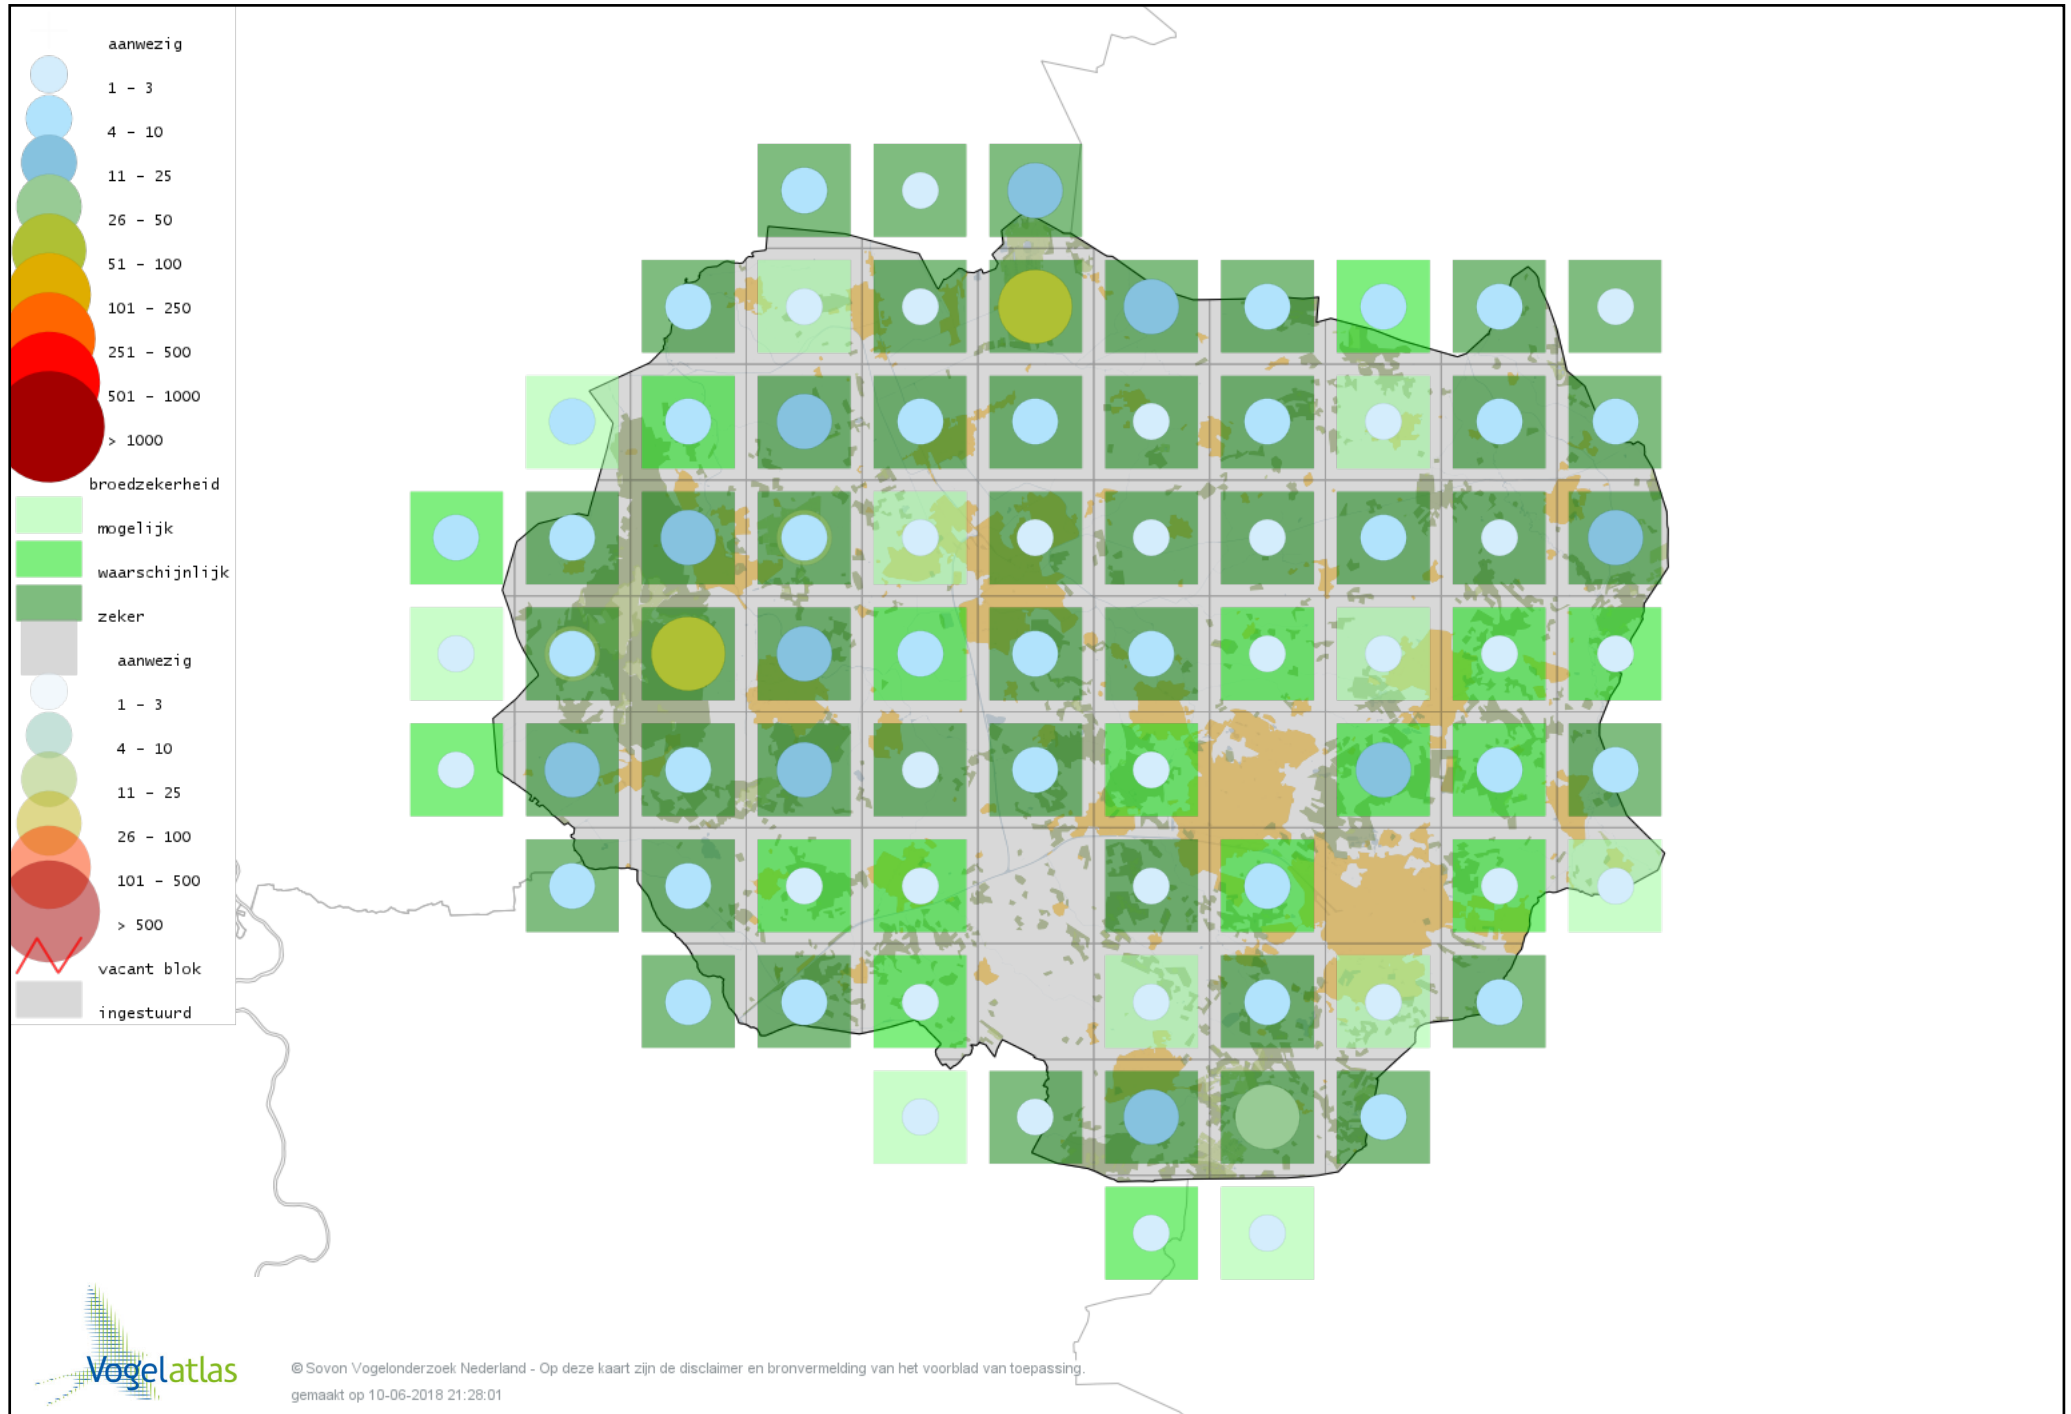 aanwezig
1 - 3
4 - 10
11 - 25
26 - 50
51 - 100
101 - 250
251 - 500
501 - 1000
> 1000
broedzekerheid
mogelijk
waarschijnlijk
zeker
aanwezig
1 - 3
4 - 10
11 - 25
26 - 100
101 - 500
> 500
vacant blok
ingestuurd
Vogelatlas
© Sovon Vogelonderzoek Nederland - Op deze kaart zijn de disclaimer en bronvermelding van het voorblad van toepassing.
gemaakt op 10-06-2018 21:28:01